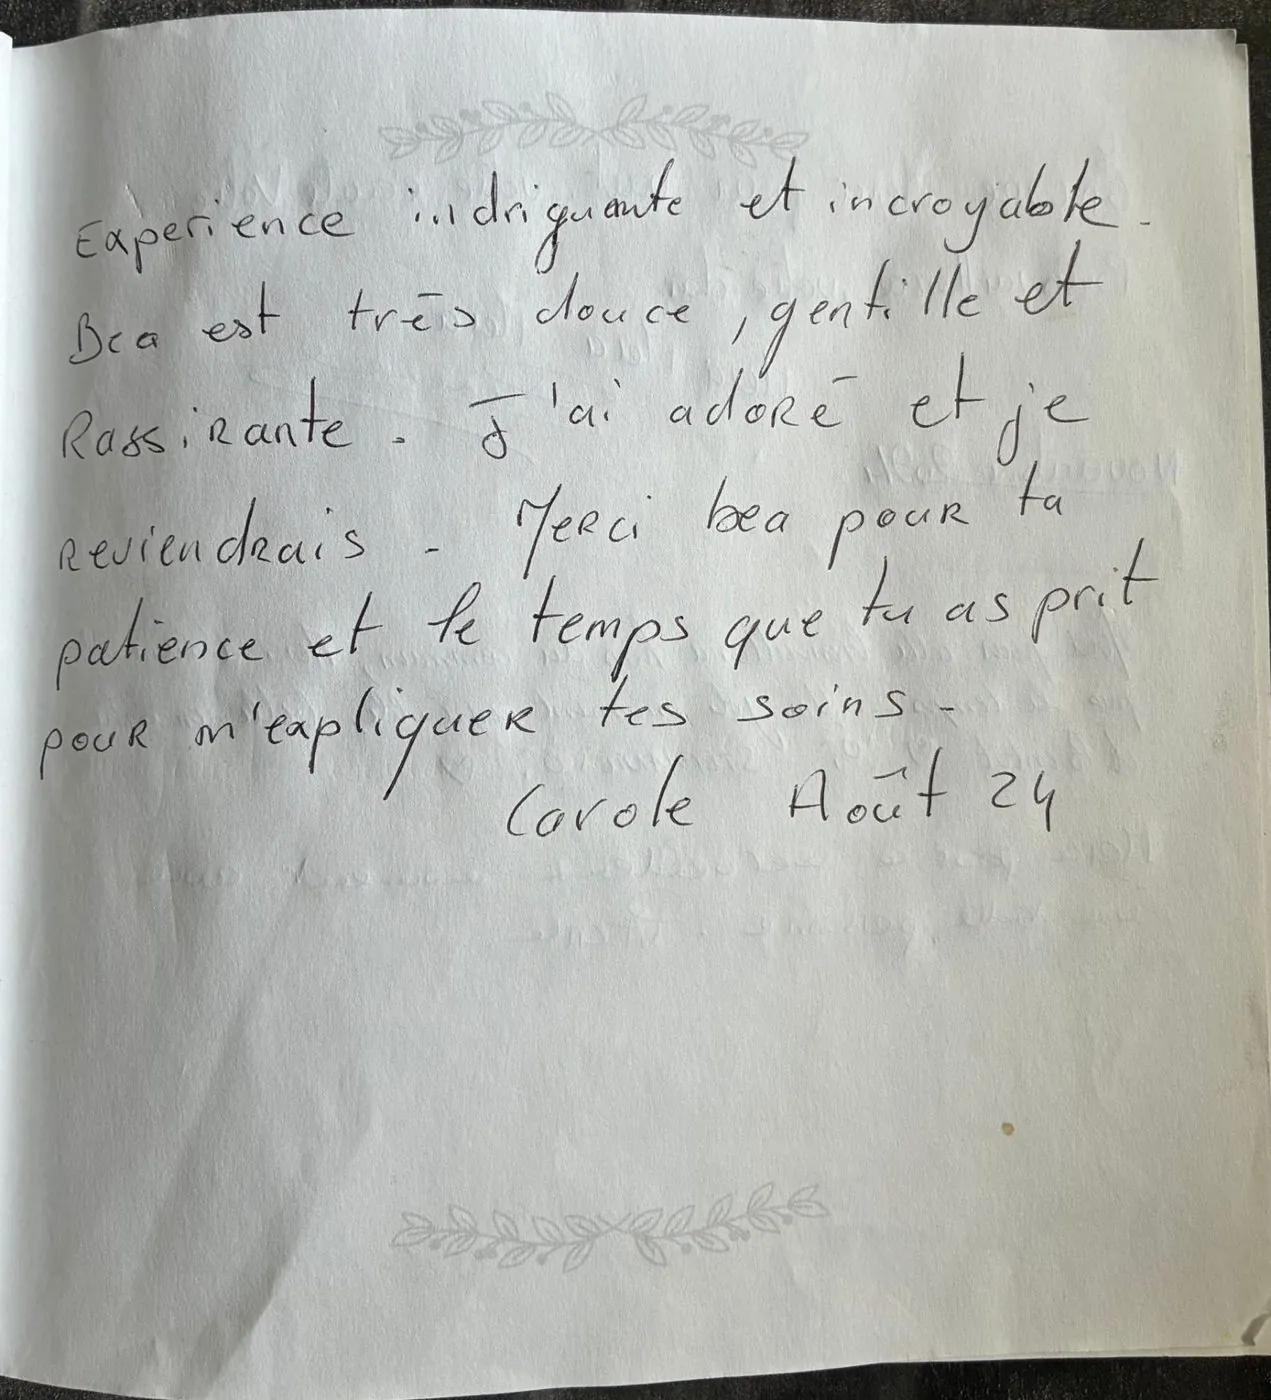 Experience indriguante et incroyable.
Bea est très douce, gentille et
Rassirante. J'ai adoré et je
reviendrais - Merci bea pour ta
patience et le temps que tu as prit
pour m'expliquer tes soins -
Carole Août 24